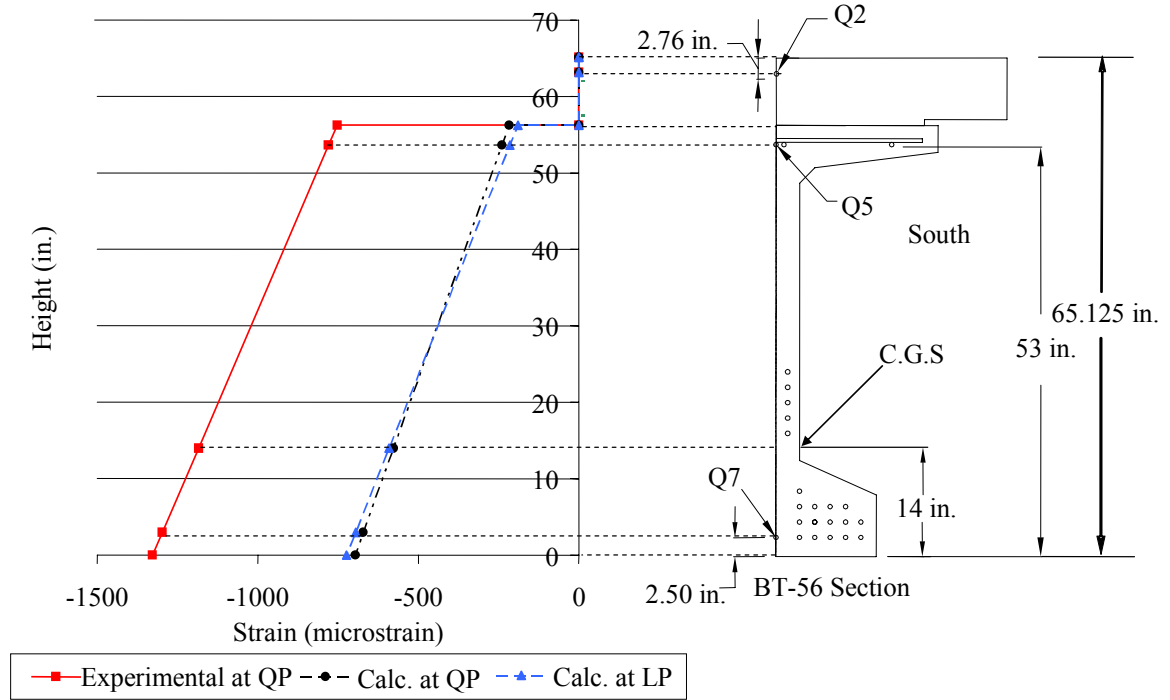 70
60
50
40
30
20
10
0
-1500
-1000
-500
0
Height (in.)
Strain (microstrain)
2.76 in.
Q2
Q5
South
65.125 in.
53 in.
C.G.S
Q7
14 in.
2.50 in.
BT-56 Section
Experimental at QP
Calc. at QP
Calc. at LP